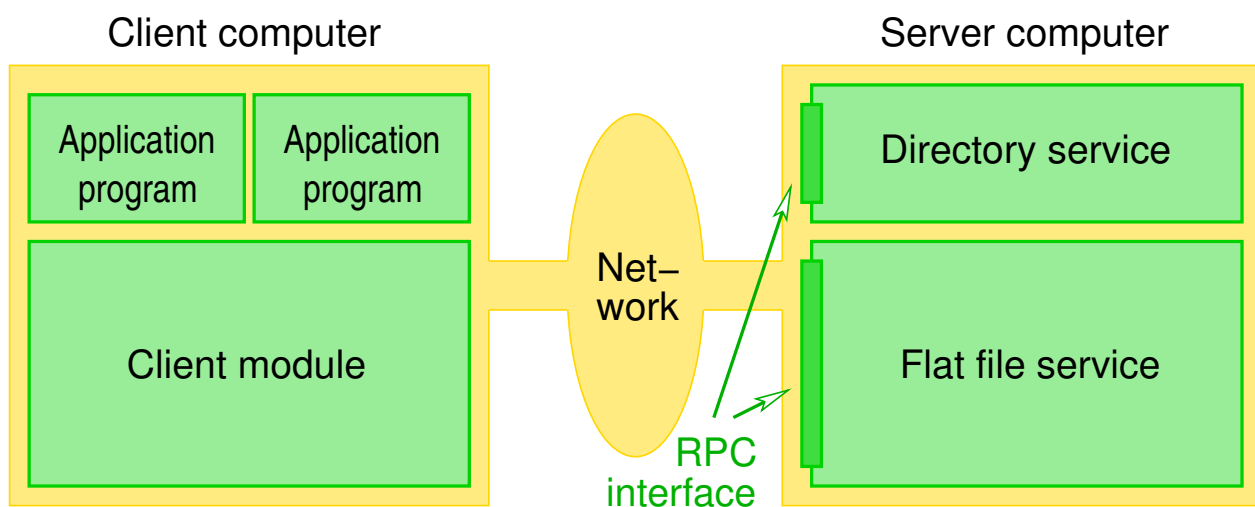 Client computer
Server computer
Application
program
Application
program
Directory service
Net–
work
Client module
Flat file service
RPC
interface